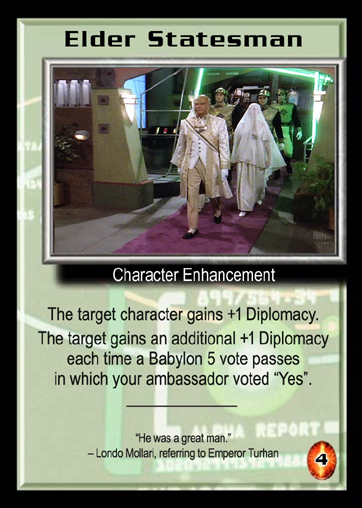 Elder Statesman
Character Enhancement
The target character gains +1 Diplomacy.
The target gains an additional +1 Diplomacy
each time a Babylon 5 vote passes
in which your ambassador voted “Yes”.
“He was a great man.”
– Londo Mollari, referring to Emperor Turhan
4
ALPHA REPORT